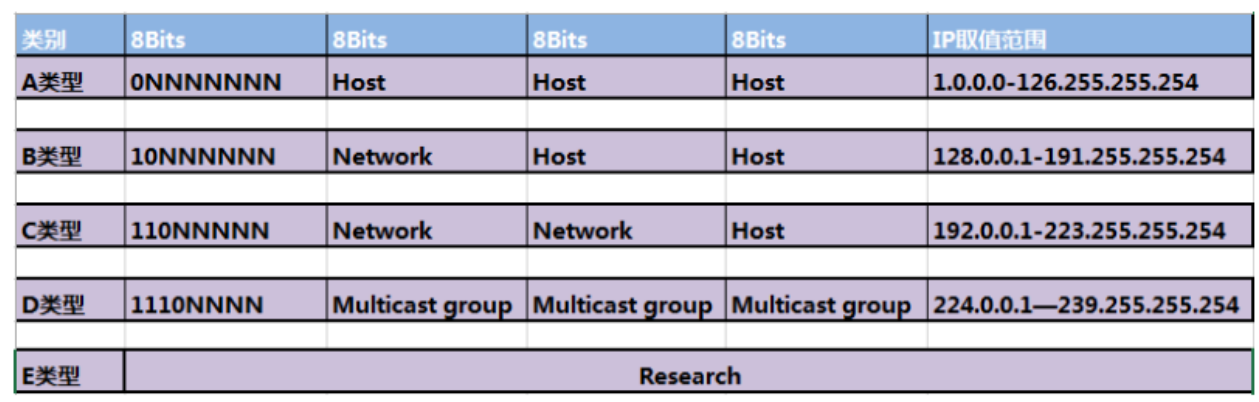 类别 8Bits 8Bits 8Bits 8Bits IP取值范围
A类型 0NNNNNNN Host Host Host 1.0.0.0-126.255.255.254
B类型 10NNNNNN Network Host Host 128.0.0.1-191.255.255.254
C类型 110NNNNN Network Network Host 192.0.0.1-223.255.255.254
D类型 1110NNNN Multicast group Multicast group Multicast group 224.0.0.1—239.255.255.254
E类型 Research